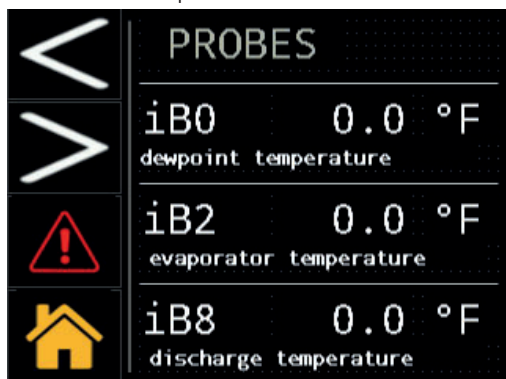 PROBES
iB0 0.0 °F
dewpoint temperature
iB2 0.0 °F
evaporator temperature
iB8 0.0 °F
discharge temperature